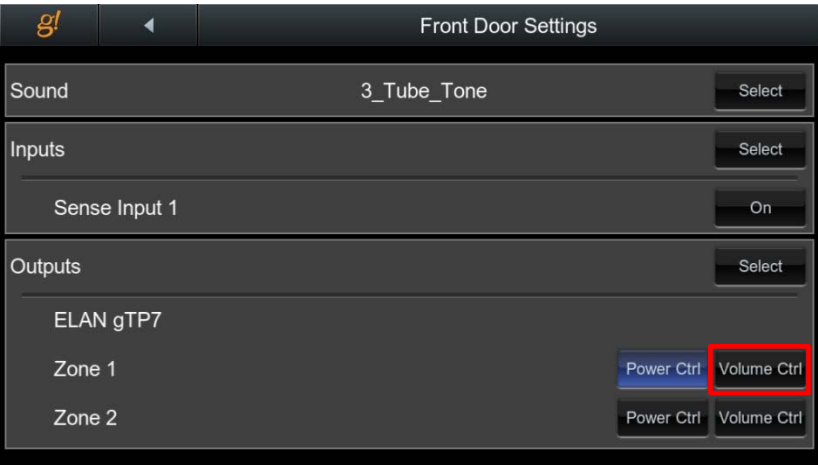 g! Front Door Settings
Sound 3_Tube_Tone Select
Inputs Select
Sense Input 1 On
Outputs Select
ELAN gTP7
Zone 1 Power Ctrl Volume Ctrl
Zone 2 Power Ctrl Volume Ctrl